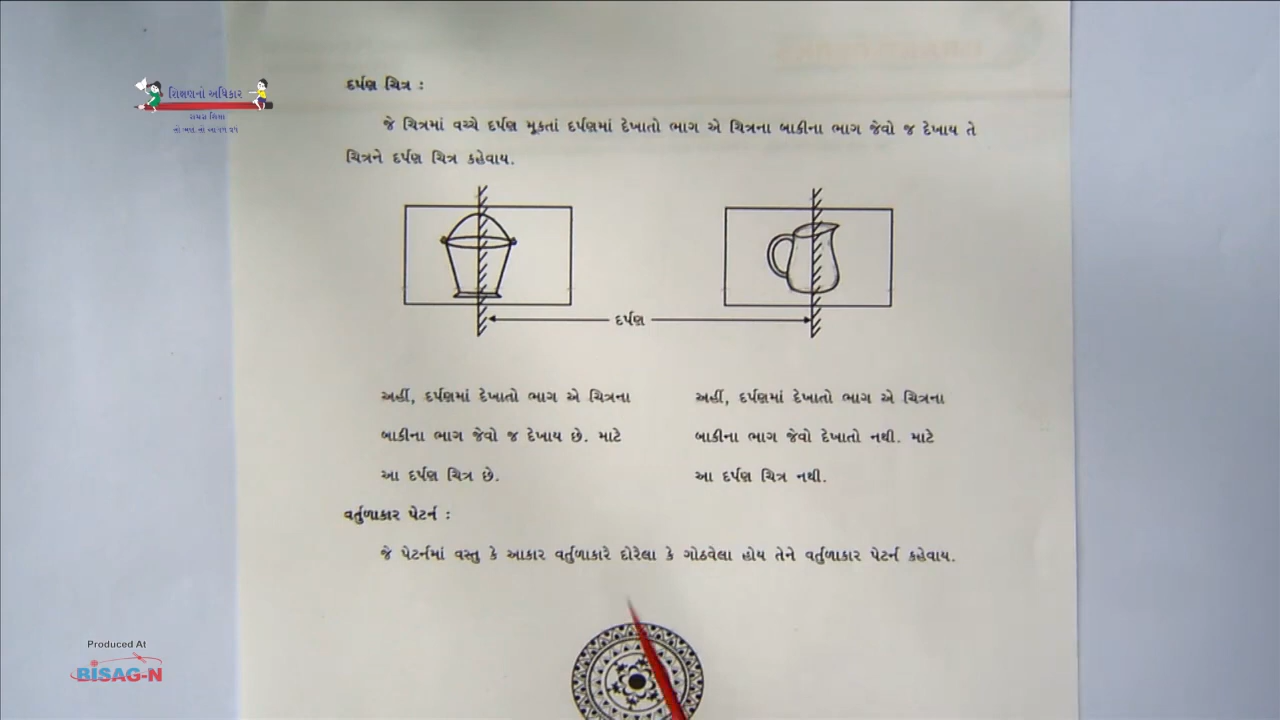 શિક્ષણનો અધિકાર
સમગ્ર શિક્ષા
દર્પણ ચિત્ર :
જે ચિત્રમાં વચ્ચે દર્પણ મૂકતાં દર્પણમાં દેખાતો ભાગ એ ચિત્રના બાકીના ભાગ જેવો જ દેખાય તે
ચિત્રને દર્પણ ચિત્ર કહેવાય.
દર્પણ
અહીં, દર્પણમાં દેખાતો ભાગ એ ચિત્રના
બાકીના ભાગ જેવો જ દેખાય છે. માટે
આ દર્પણ ચિત્ર છે.
અહીં, દર્પણમાં દેખાતો ભાગ એ ચિત્રના
બાકીના ભાગ જેવો દેખાતો નથી. માટે
આ દર્પણ ચિત્ર નથી.
વર્તુળાકાર પેટર્ન :
જે પેટર્નમાં વસ્તુ કે આકાર વર્તુળાકારે દોરેલા કે ગોઠવેલા હોય તેને વર્તુળાકાર પેટર્ન કહેવાય.
Produced At
BISAG-N